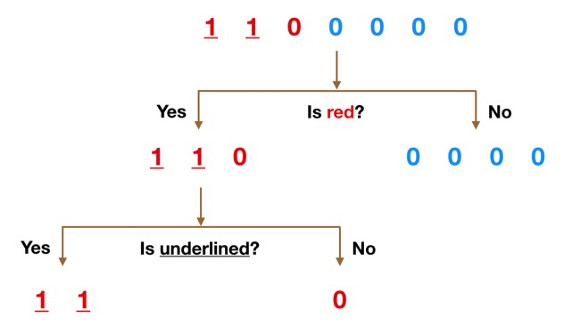 1 1 0 0 0 0 0
Yes Is red? No
1 1 0 0 0 0 0
Yes Is underlined? No
1 1 0